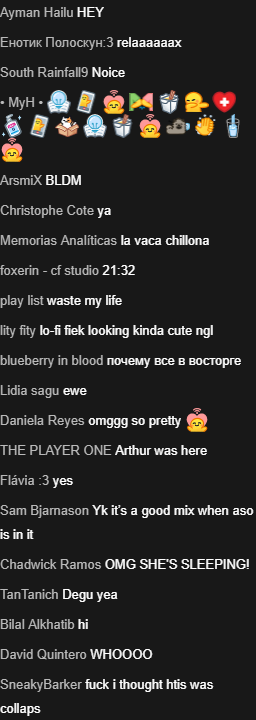 Ayman Hailu HEY
Енотик Полоскун:3 relaaaaaax
South Rainfall9 Noice
• MyH •
ArsmiX BLDM
Christophe Cote ya
Memorias Analíticas la vaca chillona
foxerin - cf studio 21:32
play list waste my life
lity fity lo-fi fiek looking kinda cute ngl
blueberry in blood почему все в восторге
Lidia sagu ewe
Daniela Reyes omggg so pretty
THE PLAYER ONE Arthur was here
Flávia :3 yes
Sam Bjarnason Yk it's a good mix when aso
is in it
Chadwick Ramos OMG SHE'S SLEEPING!
TanTanich Degu yea
Bilal Alkhatib hi
David Quintero WHOOOO
SneakyBarker fuck i thought htis was
collaps